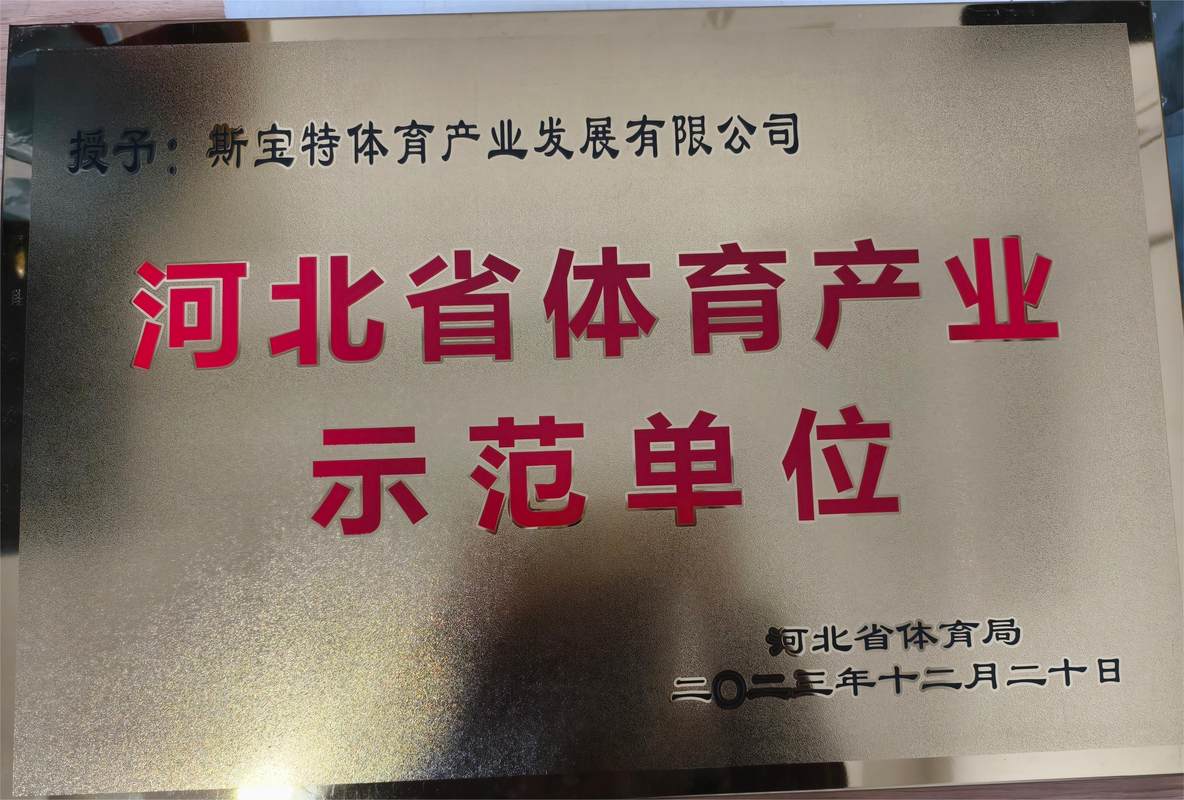 授予：斯宝特体育产业发展有限公司
河北省体育产业
示范单位
河北省体育局
二〇二三年十二月二十日